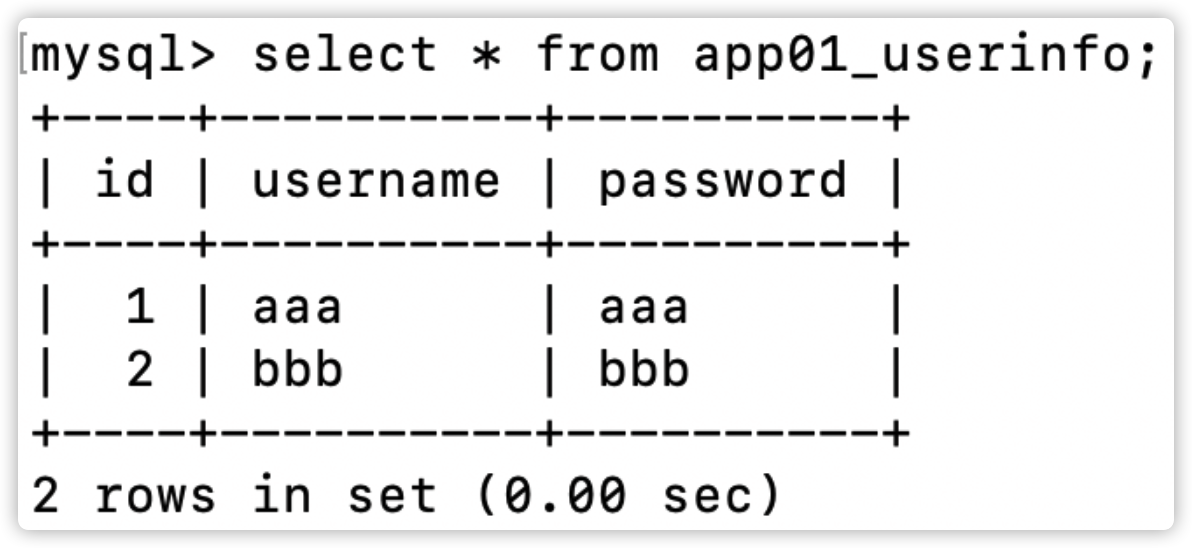 [mysql> select * from app01_userinfo;
+----+----------+----------+
| id | username | password |
+----+----------+----------+
|  1 | aaa      | aaa      |
|  2 | bbb      | bbb      |
+----+----------+----------+
2 rows in set (0.00 sec)